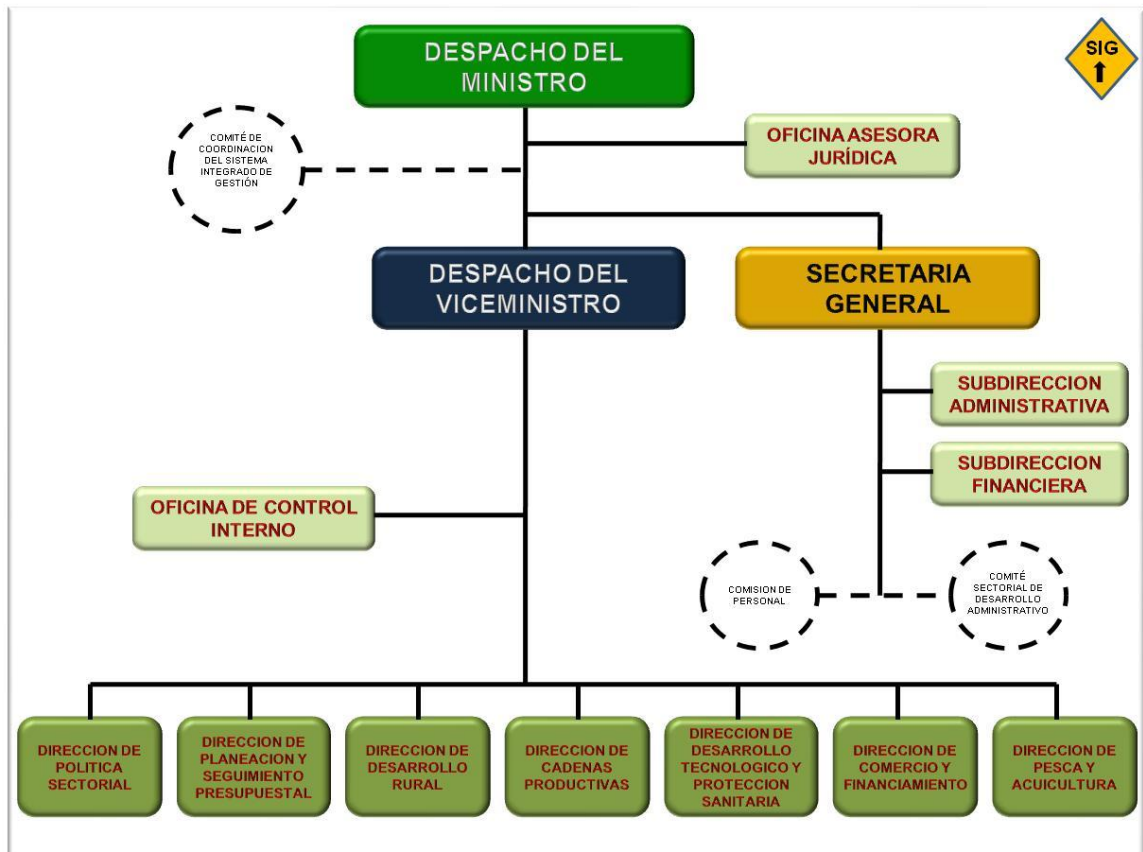 DESPACHO DEL
MINISTRO
SIG
COMITÉ DE
COORDINACION
DEL SISTEMA
INTEGRADO DE
GESTIÓN
OFICINA ASESORA
JURÍDICA
DESPACHO DEL
VICEMINISTRO
SECRETARIA
GENERAL
SUBDIRECCION
ADMINISTRATIVA
SUBDIRECCION
FINANCIERA
OFICINA DE CONTROL
INTERNO
COMISION DE
PERSONAL
COMITÉ
SECTORIAL DE
DESARROLLO
ADMINISTRATIVO
DIRECCION DE
POLITICA
SECTORIAL
DIRECCION DE
PLANEACION Y
SEGUIMIENTO
PRESUPUESTAL
DIRECCION DE
DESARROLLO
RURAL
DIRECCION DE
CADENAS
PRODUCTIVAS
DIRECCION DE
DESARROLLO
TECNOLOGICO Y
PROTECCION
SANITARIA
DIRECCION DE
COMERCIO Y
FINANCIAMIENTO
DIRECCION DE
PESCA Y
ACUICULTURA